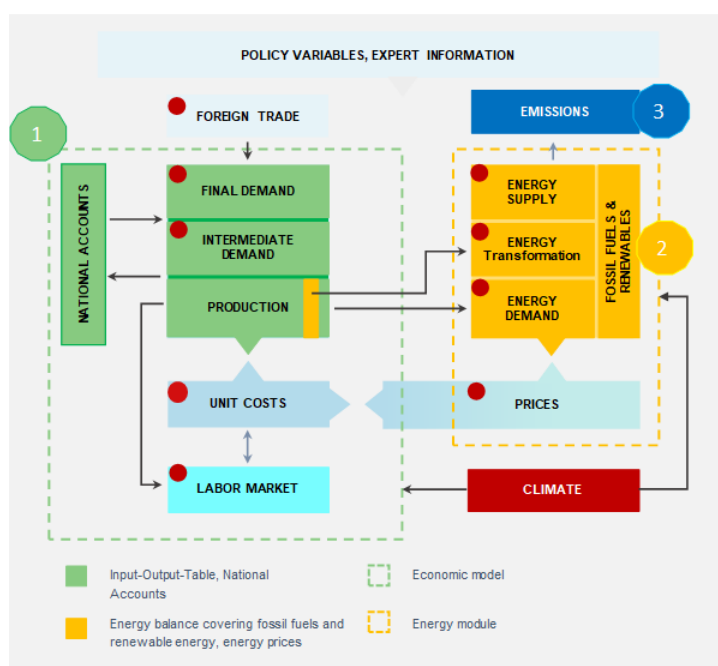 POLICY VARIABLES, EXPERT INFORMATION
1
FOREIGN TRADE
EMISSIONS
3
NATIONAL ACCOUNTS
FINAL DEMAND
INTERMEDIATE
DEMAND
PRODUCTION
ENERGY
SUPPLY
ENERGY
Transformation
ENERGY
DEMAND
FOSSIL FUELS &
RENEWABLES
2
UNIT COSTS
PRICES
LABOR MARKET
CLIMATE
Input-Output-Table, National
Accounts
Economic model
Energy balance covering fossil fuels and
renewable energy, energy prices
Energy module